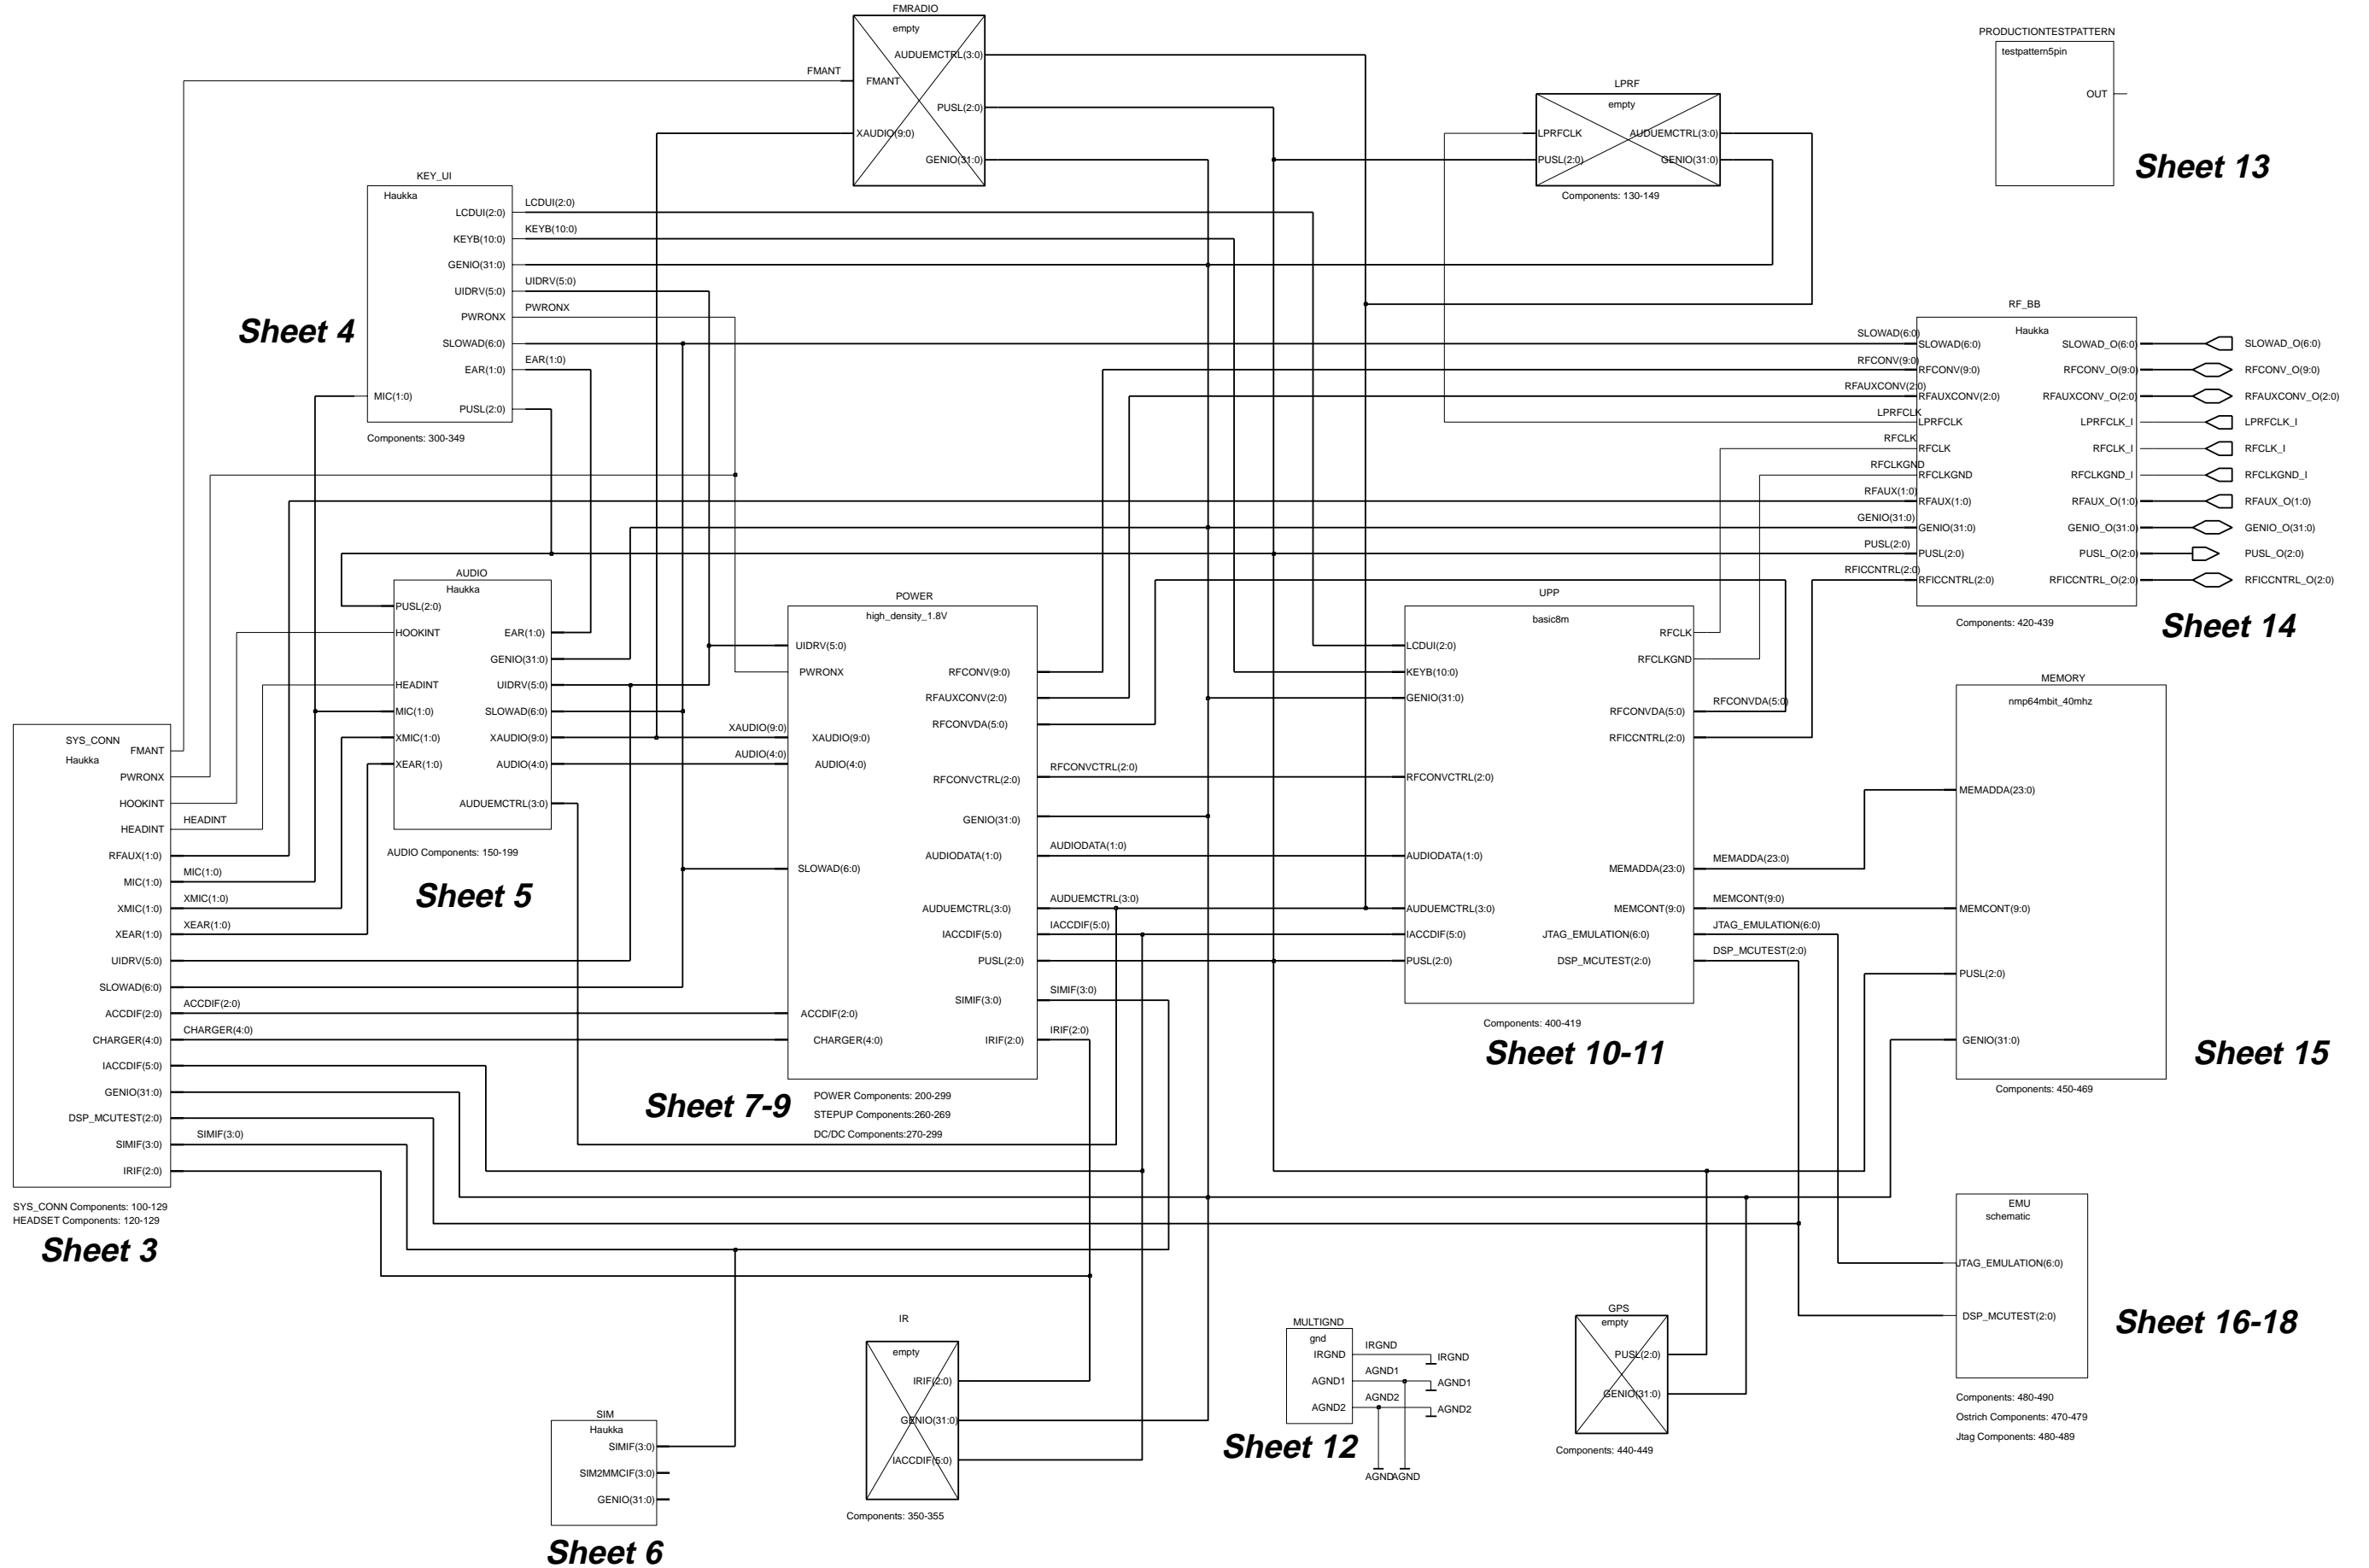 FMRADIO
empty
AUDUEMCTRL(3:0)
FMANT
FMANT
PUSL(2:0)
XAUDIO(9:0)
GENIO(31:0)
LPRF
empty
LPRFCLK
AUDUEMCTRL(3:0)
PUSL(2:0)
GENIO(31:0)
Components: 130-149
PRODUCTIONTESTPATTERN
testpattern5pin
OUT
Sheet 13
KEY_UI
Haukka
LCDUI(2:0)
LCDUI(2:0)
KEYB(10:0)
KEYB(10:0)
GENIO(31:0)
UIDRV(5:0)
UIDRV(5:0)
PWRONX
PWRONX
SLOWAD(6:0)
EAR(1:0)
EAR(1:0)
MIC(1:0)
PUSL(2:0)
Components: 300-349
Sheet 4
RF_BB
Haukka
SLOWAD(6:0)
SLOWAD(6:0)
SLOWAD_O(6:0)
SLOWAD_O(6:0)
RFCONV(9:0)
RFCONV(9:0)
RFCONV_O(9:0)
RFCONV_O(9:0)
RFAUXCONV(2:0)
RFAUXCONV(2:0)
RFAUXCONV_O(2:0)
RFAUXCONV_O(2:0)
LPRFCLK
LPRFCLK
LPRFCLK_I
LPRFCLK_I
RFCLK
RFCLK
RFCLK_I
RFCLK_I
RFCLKGND
RFCLKGND
RFCLKGND_I
RFCLKGND_I
RFAUX(1:0)
RFAUX(1:0)
RFAUX_O(1:0)
RFAUX_O(1:0)
GENIO(31:0)
GENIO(31:0)
GENIO_O(31:0)
GENIO_O(31:0)
PUSL(2:0)
PUSL(2:0)
PUSL_O(2:0)
PUSL_O(2:0)
RFICCNTRL(2:0)
RFICCNTRL(2:0)
RFICCNTRL_O(2:0)
RFICCNTRL_O(2:0)
Components: 420-439
Sheet 14
AUDIO
Haukka
PUSL(2:0)
HOOKINT
EAR(1:0)
GENIO(31:0)
HEADINT
UIDRV(5:0)
MIC(1:0)
SLOWAD(6:0)
XMIC(1:0)
XAUDIO(9:0)
XEAR(1:0)
AUDIO(4:0)
AUDUEMCTRL(3:0)
AUDIO Components: 150-199
Sheet 5
POWER
high_density_1.8V
UIDRV(5:0)
PWRONX
RFCONV(9:0)
RFAUXCONV(2:0)
RFCONVDA(5:0)
XAUDIO(9:0)
XAUDIO(9:0)
AUDIO(4:0)
AUDIO(4:0)
RFCONVCTRL(2:0)
RFCONVCTRL(2:0)
GENIO(31:0)
AUDIODATA(1:0)
AUDIODATA(1:0)
SLOWAD(6:0)
AUDUEMCTRL(3:0)
AUDUEMCTRL(3:0)
IACCDIF(5:0)
IACCDIF(5:0)
PUSL(2:0)
SIMIF(3:0)
SIMIF(3:0)
ACCDIF(2:0)
CHARGER(4:0)
IRIF(2:0)
IRIF(2:0)
Sheet 7-9
POWER Components: 200-299
STEPUP Components:260-269
DC/DC Components:270-299
UPP
basic8m
RFCLK
LCDUI(2:0)
RFCLKGND
KEYB(10:0)
GENIO(31:0)
RFCONVDA(5:0)
RFCONVDA(5:0)
RFICCNTRL(2:0)
RFCONVCTRL(2:0)
AUDIODATA(1:0)
MEMADDA(23:0)
MEMADDA(23:0)
AUDUEMCTRL(3:0)
MEMCONT(9:0)
MEMCONT(9:0)
IACCDIF(5:0)
JTAG_EMULATION(6:0)
JTAG_EMULATION(6:0)
PUSL(2:0)
DSP_MCUTEST(2:0)
DSP_MCUTEST(2:0)
Components: 400-419
Sheet 10-11
MEMORY
nmp64mbit_40mhz
MEMADDA(23:0)
MEMCONT(9:0)
PUSL(2:0)
GENIO(31:0)
Components: 450-469
Sheet 15
SYS_CONN
Haukka
FMANT
PWRONX
HOOKINT
HEADINT
HEADINT
RFAUX(1:0)
MIC(1:0)
MIC(1:0)
XMIC(1:0)
XMIC(1:0)
XEAR(1:0)
XEAR(1:0)
UIDRV(5:0)
SLOWAD(6:0)
ACCDIF(2:0)
ACCDIF(2:0)
CHARGER(4:0)
CHARGER(4:0)
IACCDIF(5:0)
GENIO(31:0)
DSP_MCUTEST(2:0)
SIMIF(3:0)
SIMIF(3:0)
IRIF(2:0)
SYS_CONN Components: 100-129
HEADSET Components: 120-129
Sheet 3
EMU
schematic
JTAG_EMULATION(6:0)
DSP_MCUTEST(2:0)
Sheet 16-18
Components: 480-490
Ostrich Components: 470-479
Jtag Components: 480-489
IR
empty
IRIF(2:0)
GENIO(31:0)
IACCDIF(5:0)
Components: 350-355
MULTIGND
gnd
IRGND
IRGND
IRGND
AGND1
AGND1
AGND1
AGND2
AGND2
AGND2
AGND
AGND
Sheet 12
GPS
empty
PUSL(2:0)
GENIO(31:0)
Components: 440-449
SIM
Haukka
SIMIF(3:0)
SIM2MMCIF(3:0)
GENIO(31:0)
Sheet 6